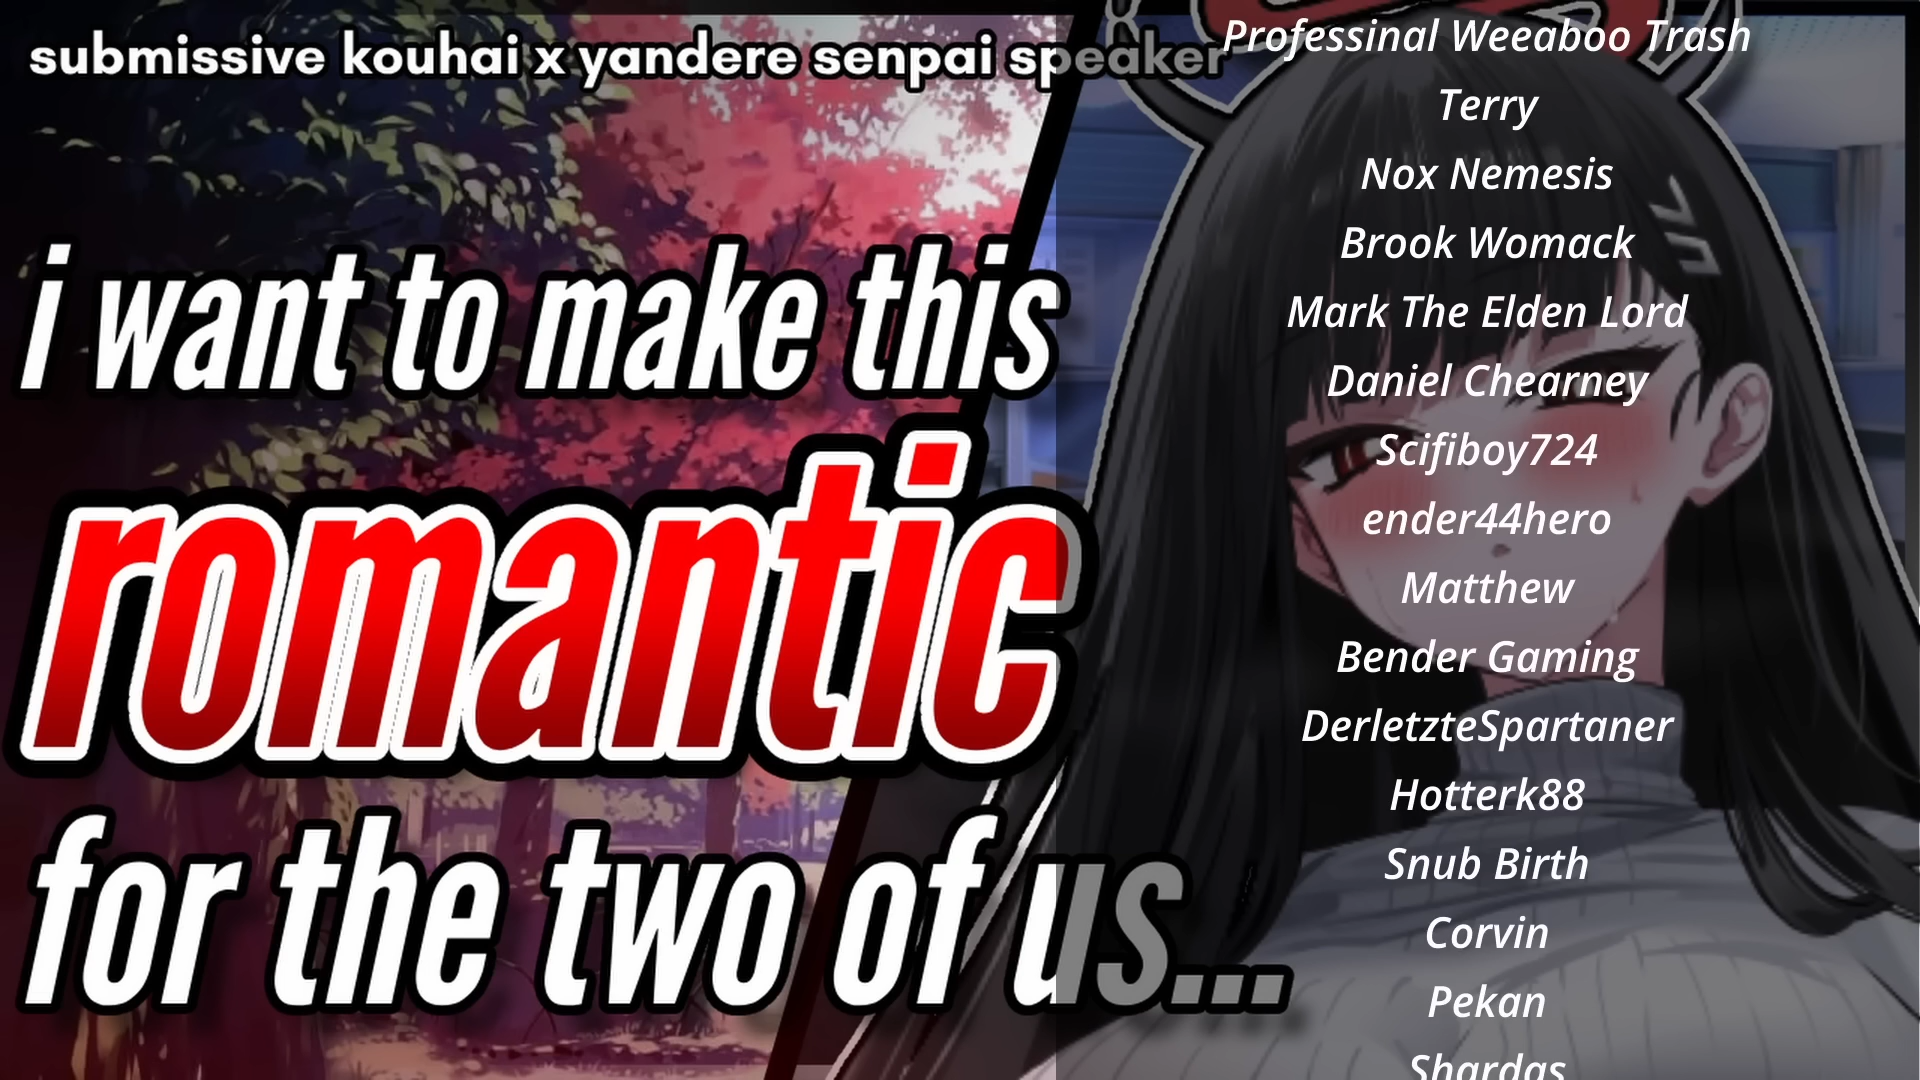 submissive kouhai x yandere senpai speaker
i want to make this
romantic
for the two of us...
Professinal Weeaboo Trash
Terry
Nox Nemesis
Brook Womack
Mark The Elden Lord
Daniel Chearney
Scifiboy724
ender44hero
Matthew
Bender Gaming
DerletzteSpartaner
Hotterk88
Snub Birth
Corvin
Pekan
Shardas